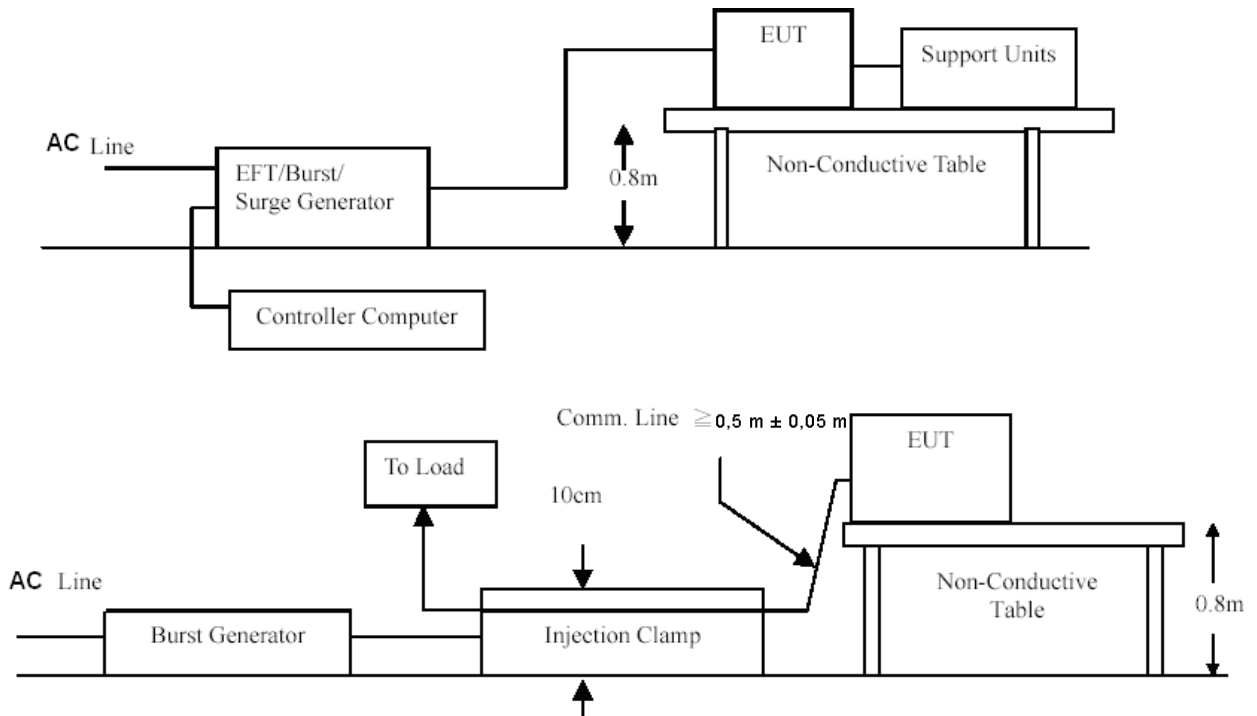 EUT
Support Units
AC Line
EFT/Burst/
Surge Generator
0.8m
Non-Conductive Table
Controller Computer
Comm. Line ≧0,5 m ± 0,05 m
EUT
To Load
10cm
AC Line
Burst Generator
Injection Clamp
Non-Conductive
Table
0.8m